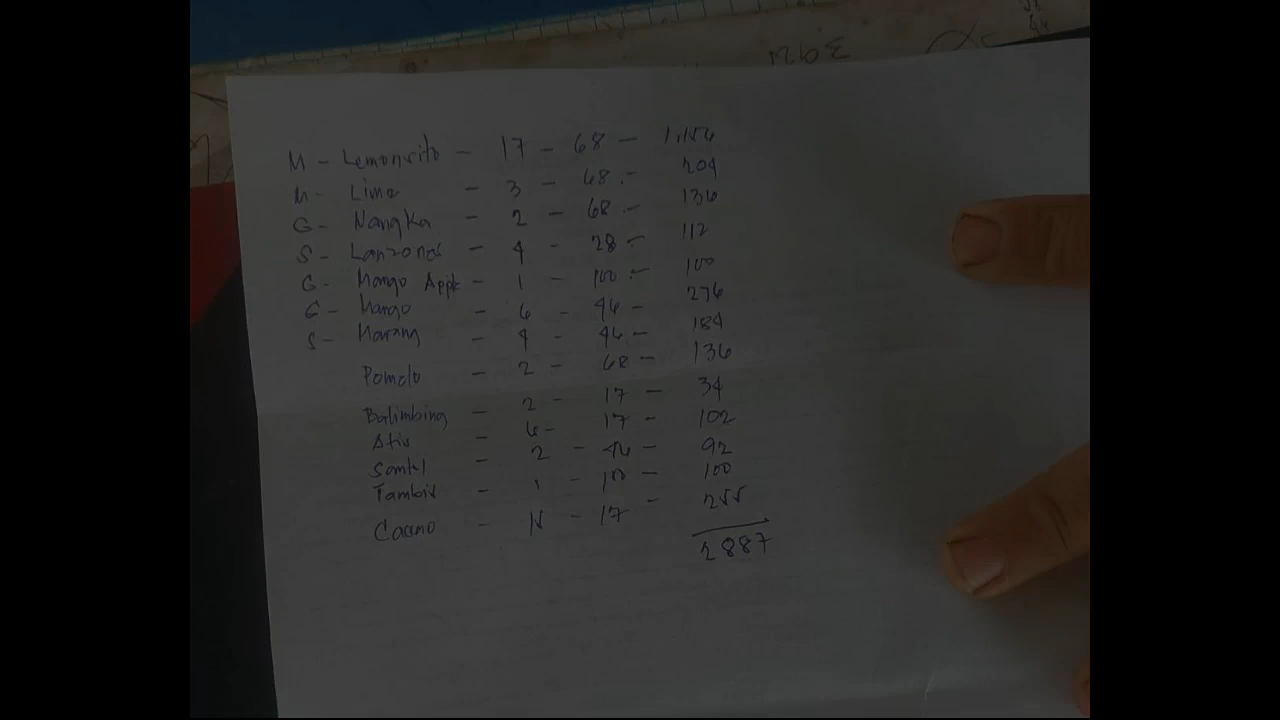 M - Lemonsito - 17 - 68 - 1,156
M - Lime - 3 - 68 - 204
G - Nangka - 2 - 68 - 136
S - Lanzones - 4 - 28 - 112
G - Mango Apple - 1 - 100 - 100
G - Mango - 6 - 46 - 276
S - Marang - 4 - 46 - 184
Pomelo - 2 - 68 - 136
Balimbing - 2 - 17 - 34
Atis - 6 - 17 - 102
Santol - 2 - 46 - 92
Tambis - 1 - 100 - 100
Cacao - 15 - 17 - 255
2887